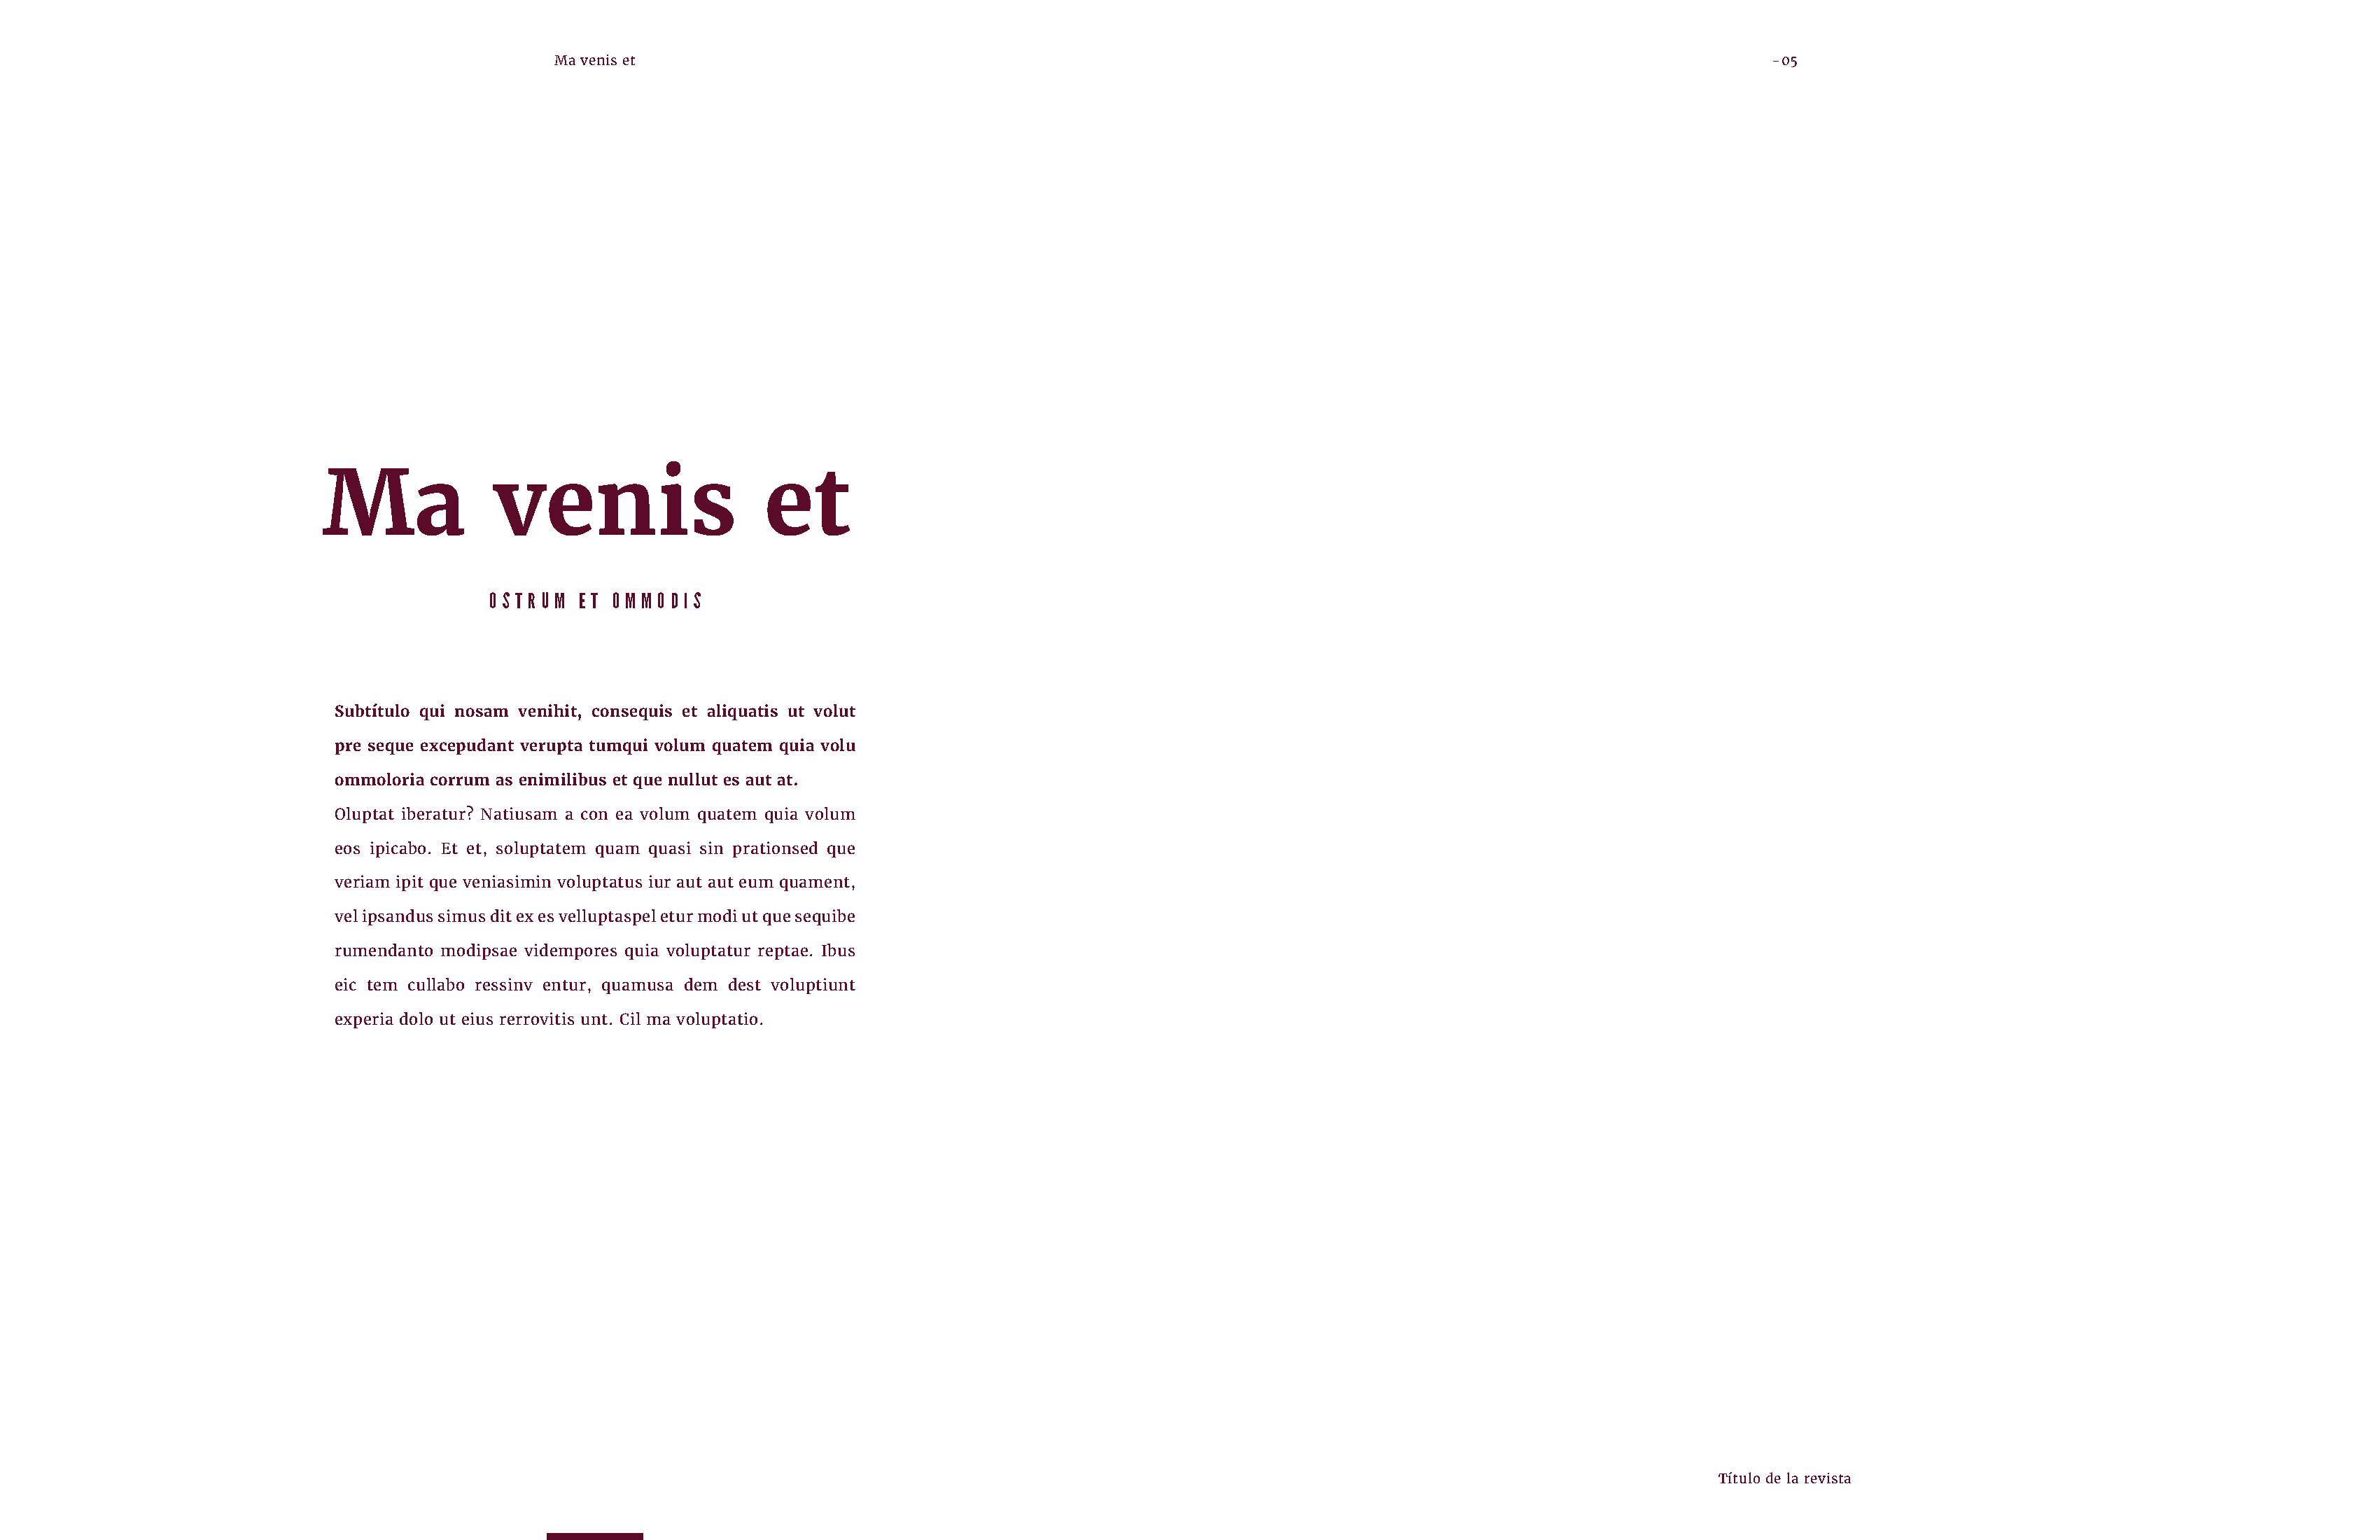 Ma venis et
-05
Ma venis et
OSTRUM ET OMMODIS
Subtítulo qui nosam venihit, consequis et aliquatis ut volut
pre seque excepudant verupta tumqui volum quatem quia volu
ommoloria corrum as enimilibus et que nullut es aut at.
Oluptat iberatur? Natiusam a con ea volum quatem quia volum
eos ipicabo. Et et, soluptatem quam quasi sin prationsed que
veriam ipit que veniasimin voluptatus iur aut aut eum quament,
vel ipsandus simus dit ex es velluptaspel etur modi ut que sequibe
rumendanto modipsae vidempores quia voluptatur reptae. Ibus
eic tem cullabo ressinv entur, quamusa dem dest voluptiunt
experia dolo ut eius rerrovitis unt. Cil ma voluptatio.
Título de la revista